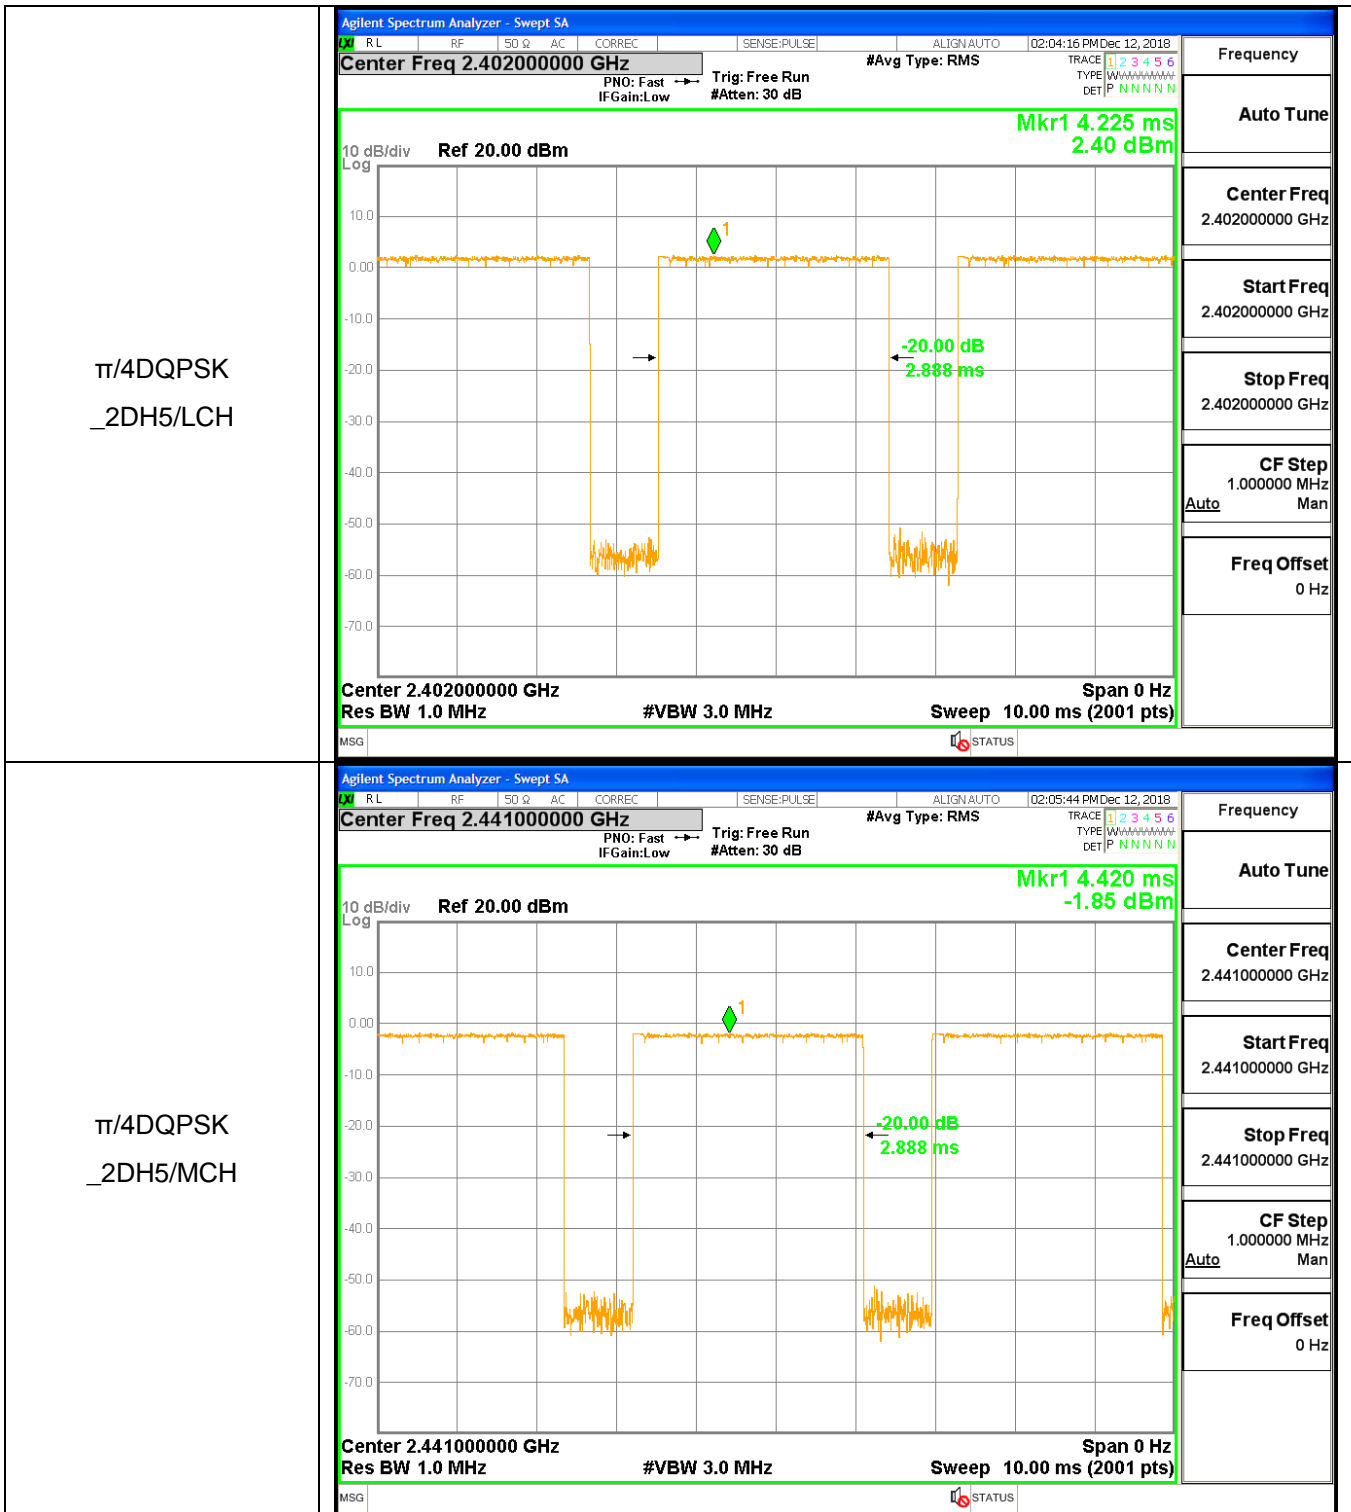 π/4DQPSK
_2DH5/LCH
Agilent Spectrum Analyzer - Swept SA
LXI RL RF 50 Ω AC CORREC SENSE:PULSE ALIGN AUTO 02:04:16 PM Dec 12, 2018
Center Freq 2.402000000 GHz
#Avg Type: RMS
TRACE 1 2 3 4 5 6
PNO: Fast Trig: Free Run
TYPE WWWWWW
IFGain:Low #Atten: 30 dB
DET P N N N N N
Mkr1 4.225 ms
2.40 dBm
10 dB/div Ref 20.00 dBm
Log
10.0
1
0.00
-10.0
-20.00 dB
-20.0
2.888 ms
-30.0
-40.0
-50.0
-60.0
-70.0
Center 2.402000000 GHz Span 0 Hz
Res BW 1.0 MHz #VBW 3.0 MHz Sweep 10.00 ms (2001 pts)
MSG STATUS
Frequency
Auto Tune
Center Freq
2.402000000 GHz
Start Freq
2.402000000 GHz
Stop Freq
2.402000000 GHz
CF Step
1.000000 MHz
Auto Man
Freq Offset
0 Hz
π/4DQPSK
_2DH5/MCH
Agilent Spectrum Analyzer - Swept SA
LXI RL RF 50 Ω AC CORREC SENSE:PULSE ALIGN AUTO 02:05:44 PM Dec 12, 2018
Center Freq 2.441000000 GHz
#Avg Type: RMS
TRACE 1 2 3 4 5 6
PNO: Fast Trig: Free Run
TYPE WWWWWW
IFGain:Low #Atten: 30 dB
DET P N N N N N
Mkr1 4.420 ms
-1.85 dBm
10 dB/div Ref 20.00 dBm
Log
10.0
1
0.00
-10.0
-20.00 dB
-20.0
2.888 ms
-30.0
-40.0
-50.0
-60.0
-70.0
Center 2.441000000 GHz Span 0 Hz
Res BW 1.0 MHz #VBW 3.0 MHz Sweep 10.00 ms (2001 pts)
MSG STATUS
Frequency
Auto Tune
Center Freq
2.441000000 GHz
Start Freq
2.441000000 GHz
Stop Freq
2.441000000 GHz
CF Step
1.000000 MHz
Auto Man
Freq Offset
0 Hz